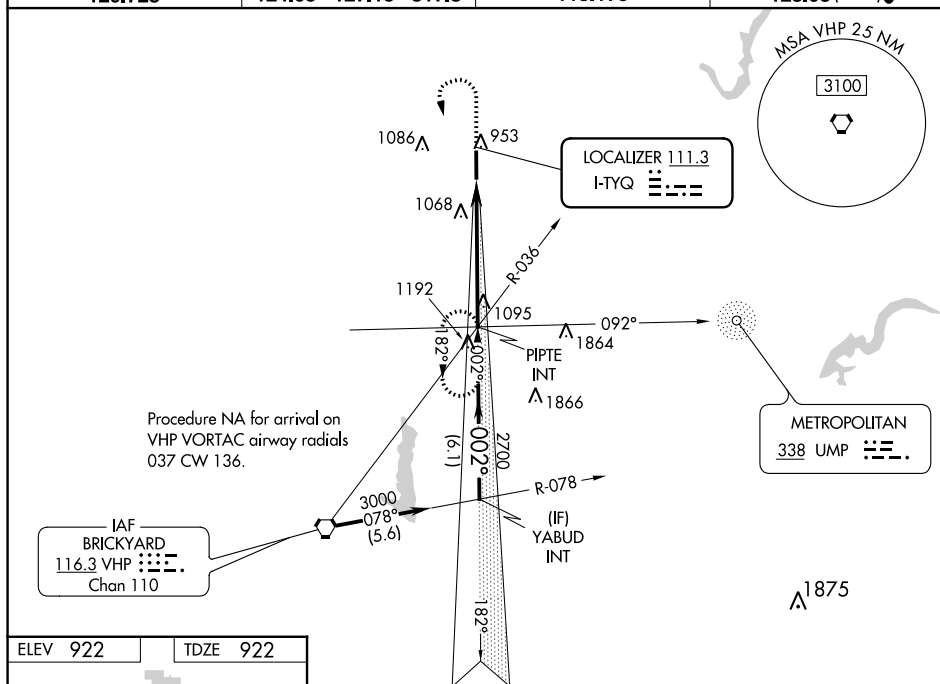 MSA VHP 25 NM
3100
1086
953
LOCALIZER 111.3
I-TYQ
1068
R-036
1192
1095
092°
1864
182°
002°
PIPTE
INT
1866
Procedure NA for arrival on
VHP VORTAC airway radials
037 CW 136.
METROPOLITAN
338 UMP
(6.1)
002°
2700
3000
078°
(5.6)
R-078
(IF)
YABUD
INT
IAF
BRICKYARD
116.3 VHP
Chan 110
1875
182°
ELEV 922
TDZE 922